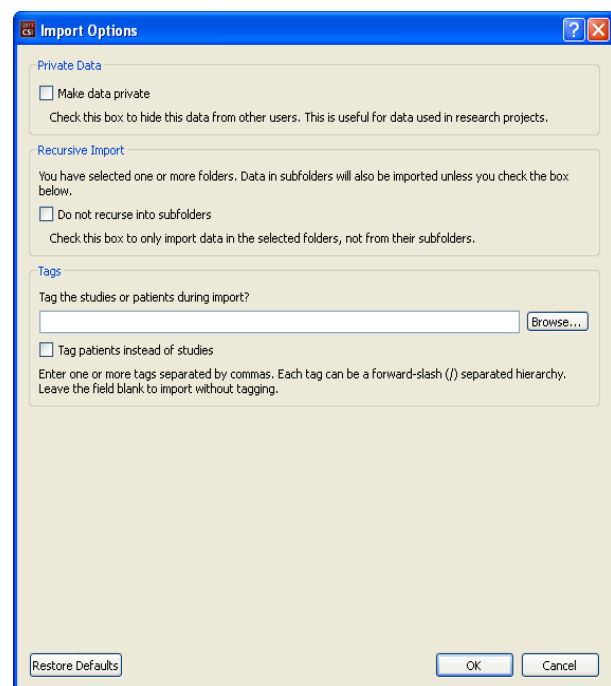 2013
CSI Import Options
Private Data
Make data private
Check this box to hide this data from other users. This is useful for data used in research projects.
Recursive Import
You have selected one or more folders. Data in subfolders will also be imported unless you check the box
below.
Do not recurse into subfolders
Check this box to only import data in the selected folders, not from their subfolders.
Tags
Tag the studies or patients during import?
Browse...
Tag patients instead of studies
Enter one or more tags separated by commas. Each tag can be a forward-slash (/) separated hierarchy.
Leave the field blank to import without tagging.
Restore Defaults OK Cancel